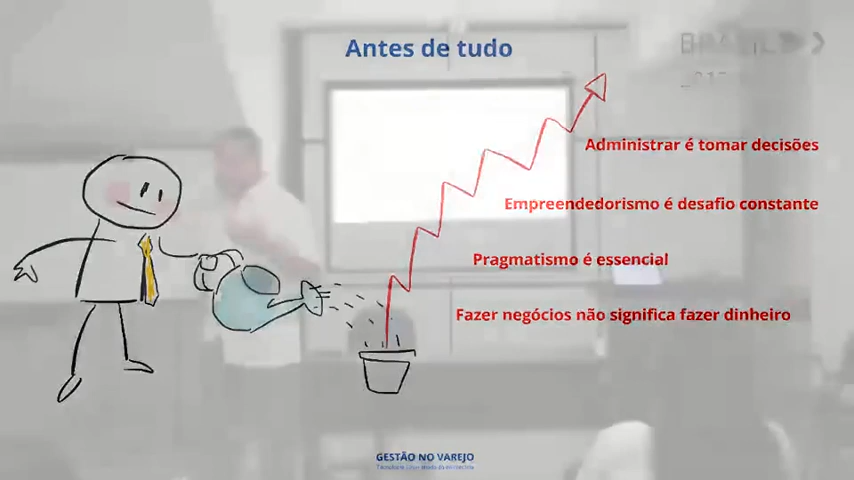 Antes de tudo
BRASIL
Administrar é tomar decisões
Empreendedorismo é desafio constante
Pragmatismo é essencial
Fazer negócios não significa fazer dinheiro
GESTÃO NO VAREJO